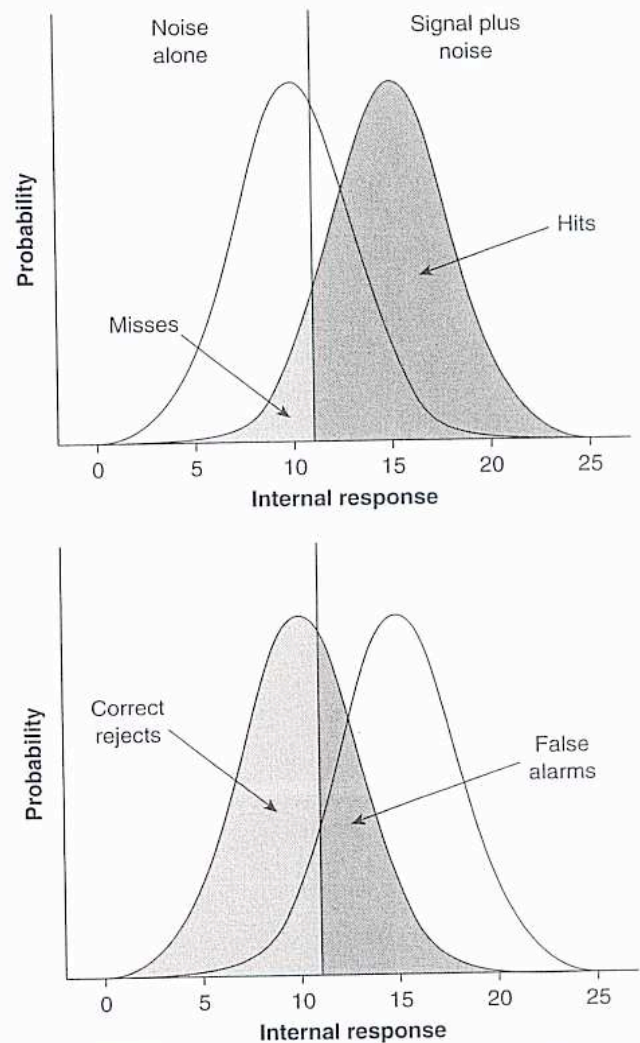 Noise
alone
Signal plus
noise
Probability
Hits
Misses
0 5 10 15 20 25
Internal response
Probability
Correct
rejects
False
alarms
0 5 10 15 20 25
Internal response